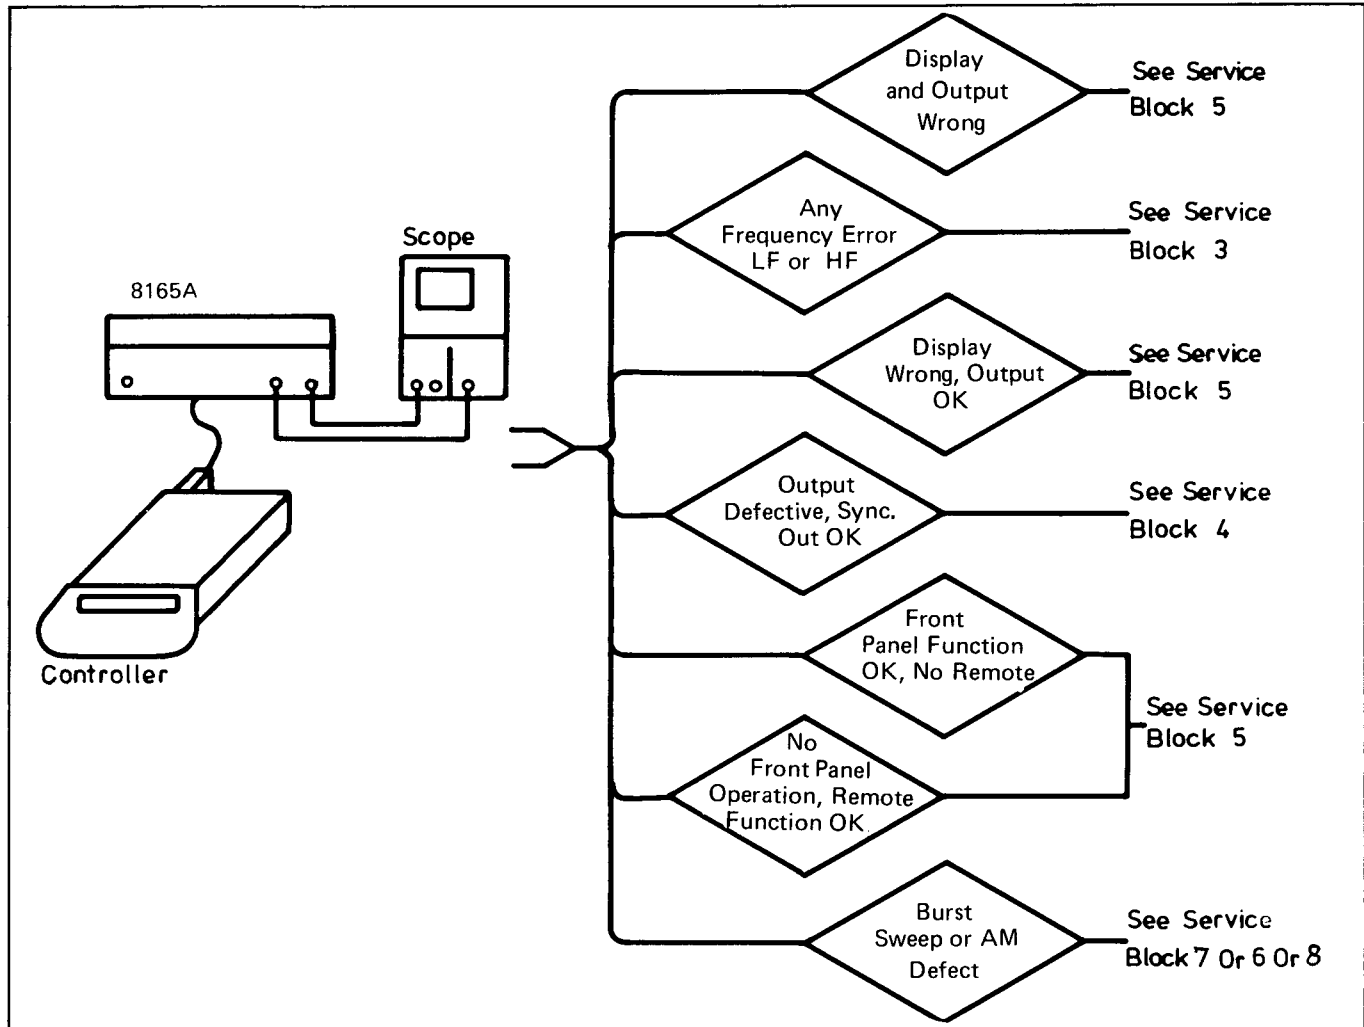 8165A
Scope
Controller
Display
and Output
Wrong
See Service
Block 5
Any
Frequency Error
LF or HF
See Service
Block 3
Display
Wrong, Output
OK
See Service
Block 5
Output
Defective, Sync.
Out OK
See Service
Block 4
Front
Panel Function
OK, No Remote
No
Front Panel
Operation, Remote
Function OK
See Service
Block 5
Burst
Sweep or AM
Defect
See Service
Block 7 Or 6 Or 8